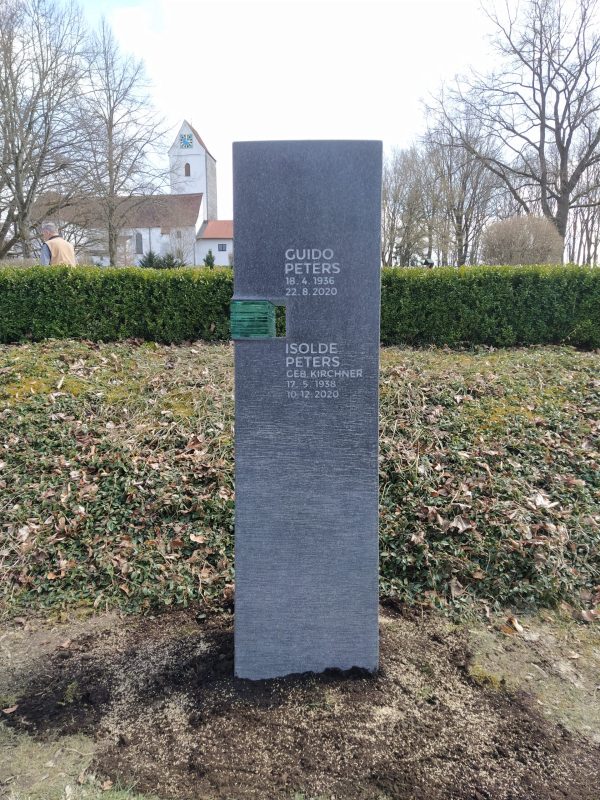 GUIDO
PETERS
18. 4. 1936
22. 8. 2020
ISOLDE
PETERS
GEB. KIRCHNER
17. 5. 1938
10. 12. 2020